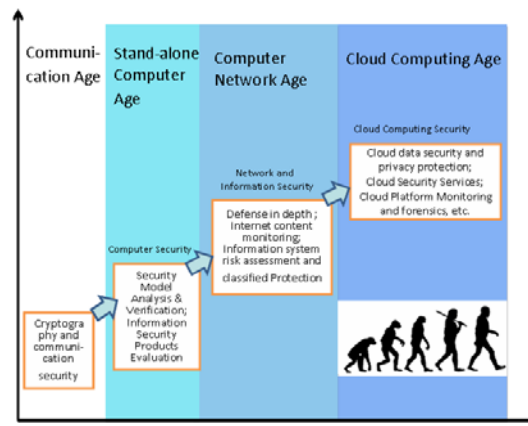 Communi-
cation Age
Stand-alone
Computer
Age
Computer
Network Age
Cloud Computing Age
Cryptogra
phy and
communi-
cation
security
Computer Security
Security
Model
Analysis &
Verification;
Information
Security
Products
Evaluation
Network and
Information Security
Defense in depth ;
Internet content
monitoring;
Information system
risk assessment and
classified Protection
Cloud Computing Security
Cloud data security and
privacy protection;
Cloud Security Services;
Cloud Platform Monitoring
and forensics, etc.